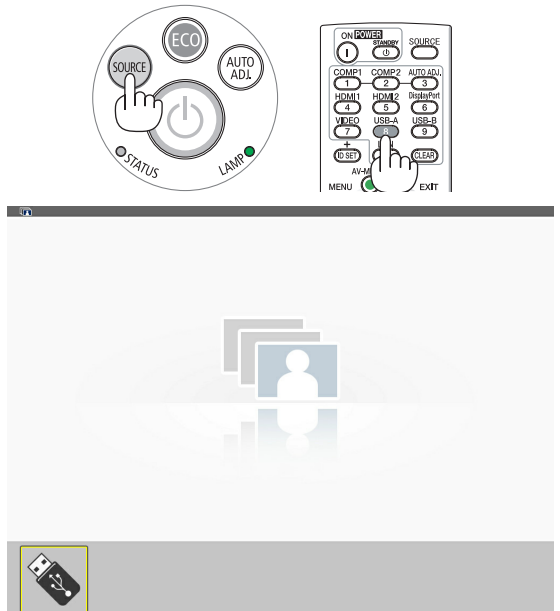 ECO
SOURCE
AUTO
ADJ.
STATUS
LAMP
ON POWER
STANDBY
SOURCE
I
COMP1 COMP2 AUTO ADJ.
1 2 3
HDMI1 HDMI2 DisplayPort
4 5 6
VIDEO USB-A USB-B
7 8 9
+
ID SET CLEAR
MENU EXIT